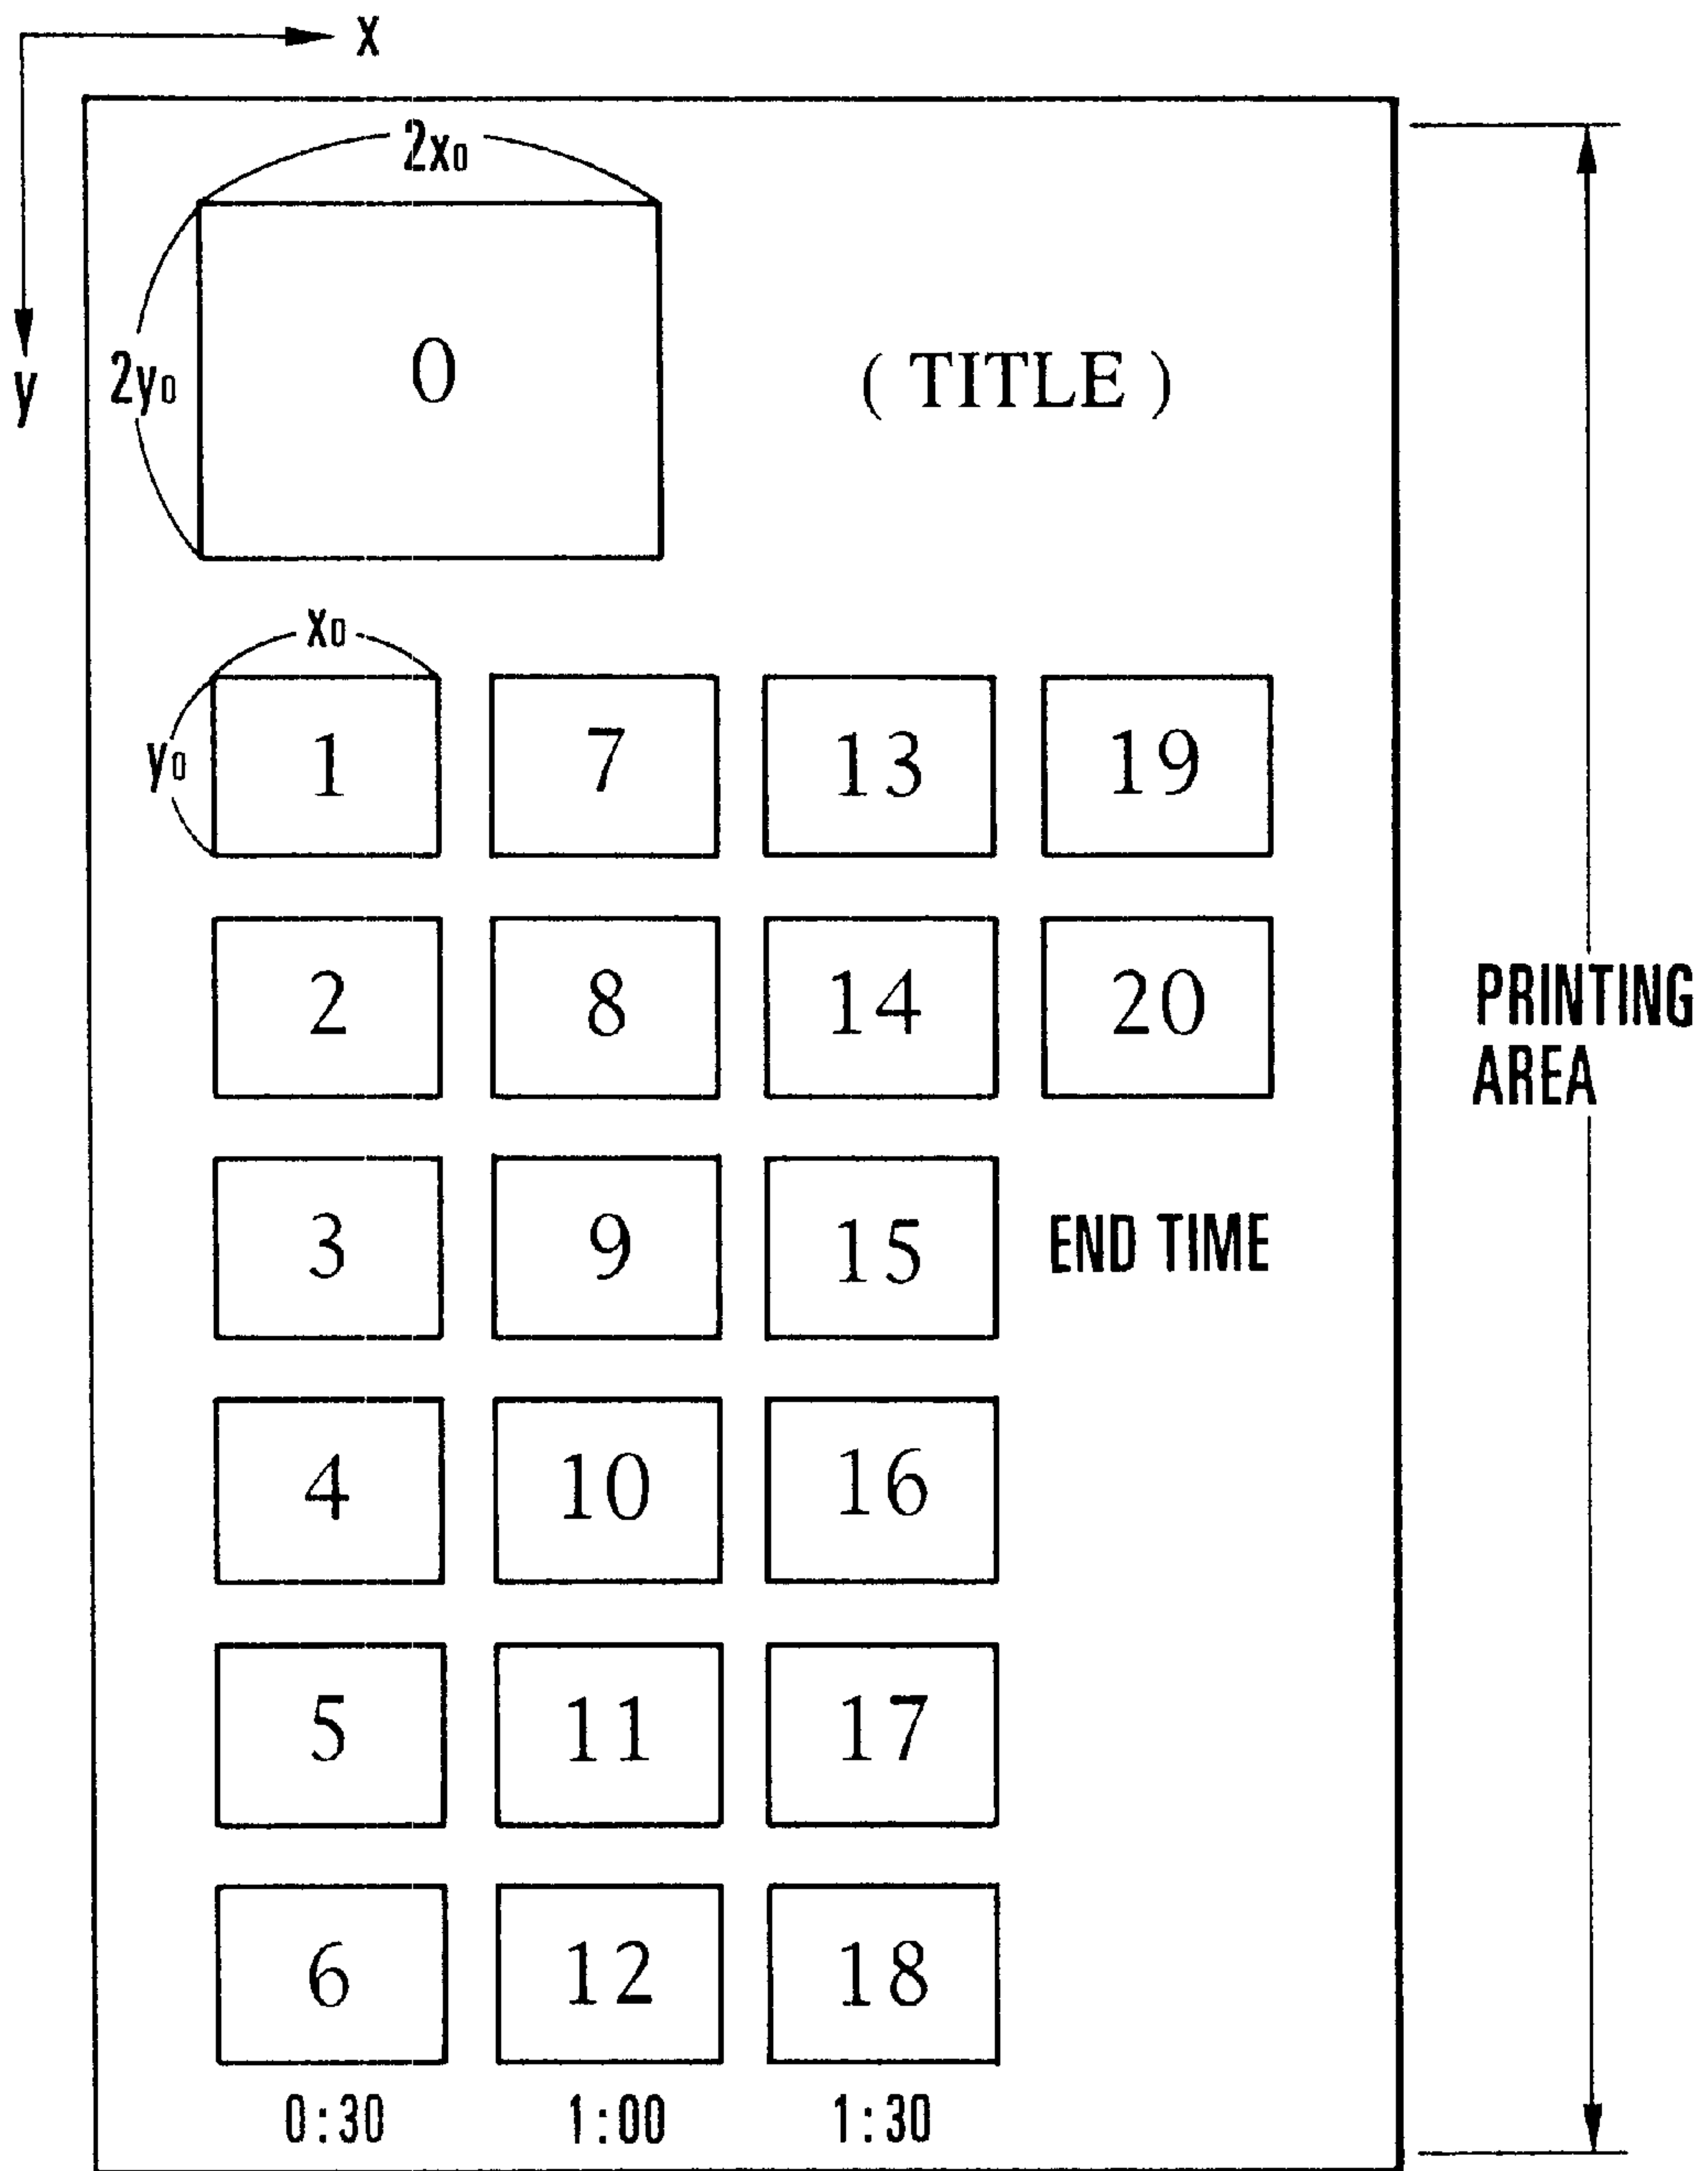 x
2x0
y
2y0
0
( TITLE )
x0
y0
1 7 13 19
2 8 14 20
PRINTING
AREA
3 9 15 END TIME
4 10 16
5 11 17
6 12 18
0:30 1:00 1:30